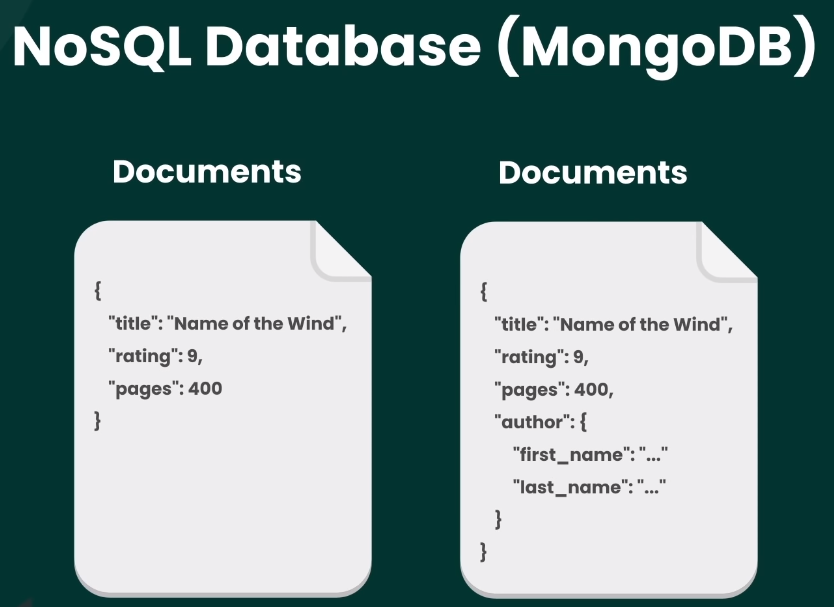 NoSQL Database (MongoDB)
Documents
{
"title": "Name of the Wind",
"rating": 9,
"pages": 400
}
Documents
{
"title": "Name of the Wind",
"rating": 9,
"pages": 400,
"author": {
"first_name": "..."
"last_name": "..."
}
}